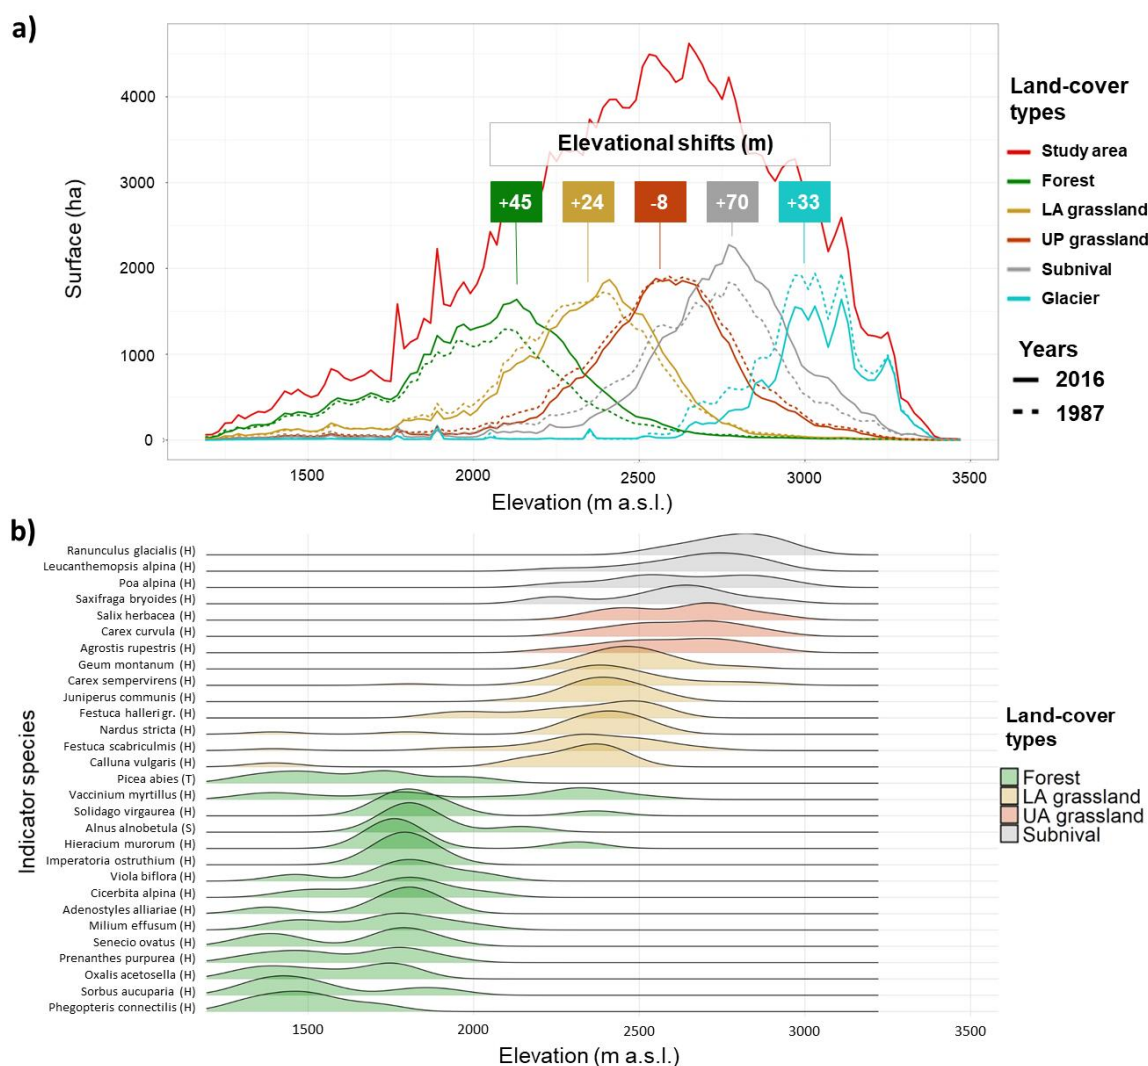 a)
Surface (ha)
4000
3000
2000
1000
0
Elevational shifts (m)
+45
+24
-8
+70
+33
1500
2000
2500
3000
3500
Elevation (m a.s.l.)
Land-cover
types
Study area
Forest
LA grassland
UP grassland
Subnival
Glacier
Years
2016
1987
b)
Indicator species
Ranunculus glacialis (H)
Leucanthemopsis alpina (H)
Poa alpina (H)
Saxifraga bryoides (H)
Salix herbacea (H)
Carex curvula (H)
Agrostis rupestris (H)
Geum montanum (H)
Carex sempervirens (H)
Juniperus communis (H)
Festuca halleri gr. (H)
Nardus stricta (H)
Festuca scabriculmis (H)
Calluna vulgaris (H)
Picea abies (T)
Vaccinium myrtillus (H)
Solidago virgaurea (H)
Alnus alnobetula (S)
Hieracium murorum (H)
Imperatoria ostruthium (H)
Viola biflora (H)
Cicerbita alpina (H)
Adenostyles alliariae (H)
Milium effusum (H)
Senecio ovatus (H)
Prenanthes purpurea (H)
Oxalis acetosella (H)
Sorbus aucuparia (H)
Phegopteris connectilis (H)
1500
2000
2500
3000
3500
Elevation (m a.s.l.)
Land-cover
types
Forest
LA grassland
UA grassland
Subnival